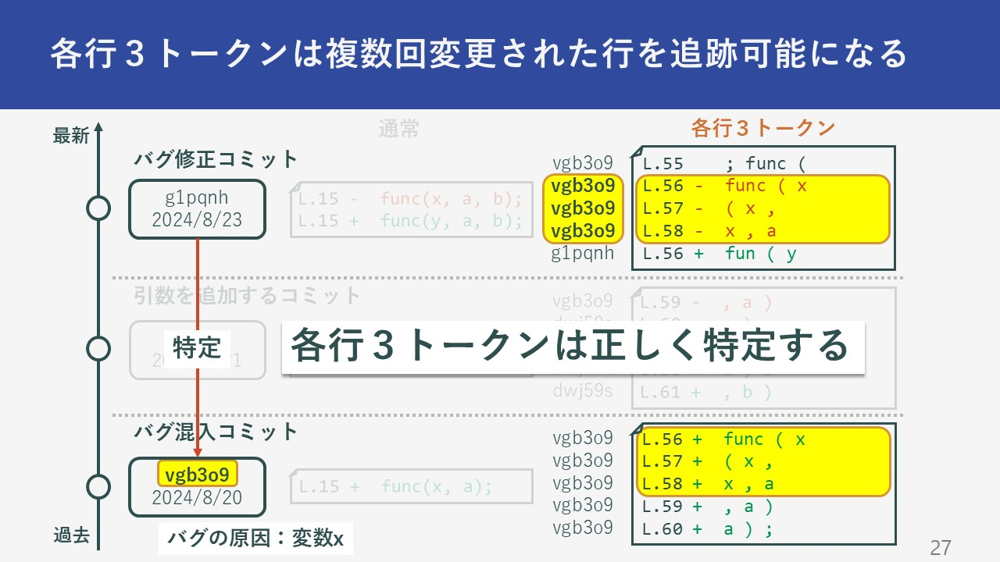 各行３トークンは複数回変更された行を追跡可能になる
最新
通常
各行３トークン
バグ修正コミット
g1pqnh
2024/8/23
L.15 - func(x, a, b);
L.15 + func(y, a, b);
vgb3o9 L.55 ; func (
vgb3o9 L.56 - func ( x
vgb3o9 L.57 - ( x ,
vgb3o9 L.58 - x , a
g1pqnh L.56 + fun ( y
引数を追加するコミット
特定
vgb3o9 L.59 - , a )
各行３トークンは正しく特定する
dwj59s L.61 + , b )
バグ混入コミット
vgb3o9
2024/8/20
L.15 + func(x, a);
vgb3o9 L.56 + func ( x
vgb3o9 L.57 + ( x ,
vgb3o9 L.58 + x , a
vgb3o9 L.59 + , a )
vgb3o9 L.60 + a ) ;
過去
バグの原因：変数x
27